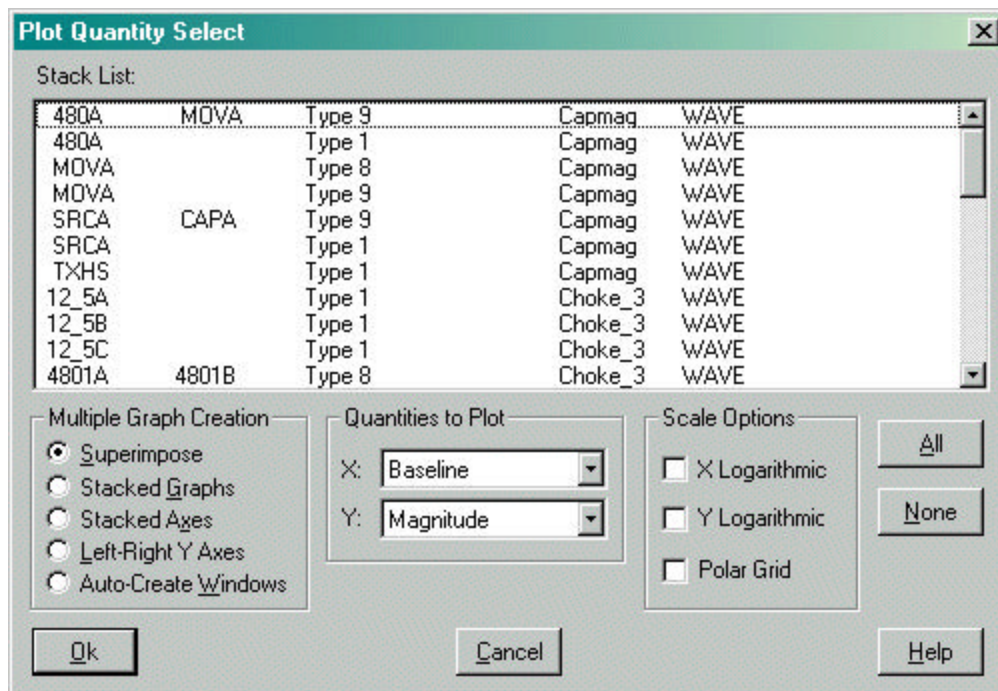 Plot Quantity Select
Stack List:
480A MOVA Type 9 Capmag WAVE
480A Type 1 Capmag WAVE
MOVA Type 8 Capmag WAVE
MOVA Type 9 Capmag WAVE
SRCA CAPA Type 9 Capmag WAVE
SRCA Type 1 Capmag WAVE
TXHS Type 1 Capmag WAVE
12_5A Type 1 Choke_3 WAVE
12_5B Type 1 Choke_3 WAVE
12_5C Type 1 Choke_3 WAVE
4801A 4801B Type 8 Choke_3 WAVE
Multiple Graph Creation
Superimpose
Stacked Graphs
Stacked Axes
Left-Right Y Axes
Auto-Create Windows
Quantities to Plot
X: Baseline
Y: Magnitude
Scale Options
X Logarithmic
Y Logarithmic
Polar Grid
All
None
Ok
Cancel
Help